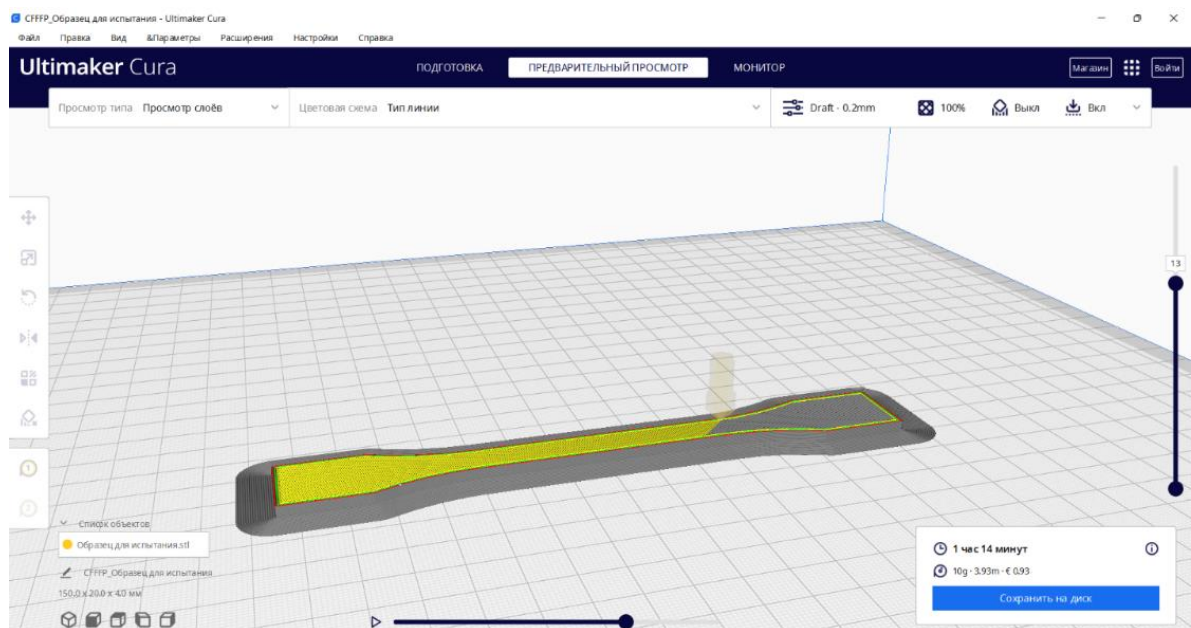 CFFFP_Образец для испытания - Ultimaker Cura
Файл Правка Вид &Параметры Расширения Настройки Справка
Ultimaker Cura ПОДГОТОВКА ПРЕДВАРИТЕЛЬНЫЙ ПРОСМОТР МОНИТОР Магазин Войти
Просмотр типа Просмотр слоёв Цветовая схема Тип линии Draft - 0.2mm 100% Выкл Вкл
13
1
2
Список объектов
Образец для испытания.stl
CFFFP_Образец для испытания
150.0 x 20.0 x 4.0 мм
1 час 14 минут
10g · 3.93m · € 0.93
Сохранить на диск